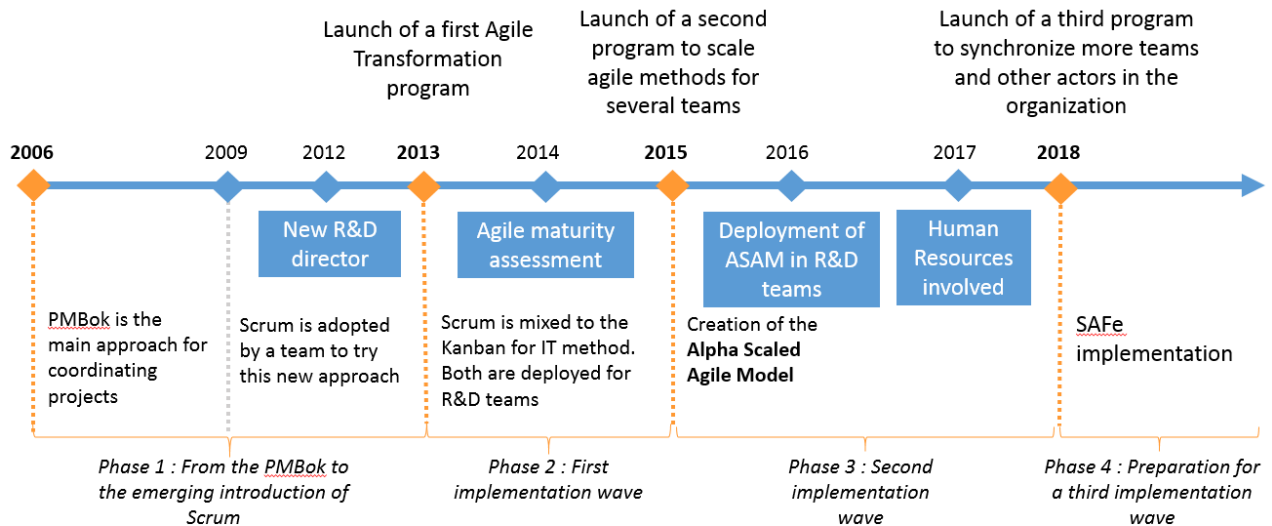 Launch of a first Agile
Transformation
program
Launch of a second
program to scale
agile methods for
several teams
Launch of a third program
to synchronize more teams
and other actors in the
organization
2006
2009
2012
2013
2014
2015
2016
2017
2018
New R&D
director
Agile maturity
assessment
Deployment of
ASAM in R&D
teams
Human
Resources
involved
PMBok is the
main approach for
coordinating
projects
Scrum is adopted
by a team to try
this new approach
Scrum is mixed to the
Kanban for IT method.
Both are deployed for
R&D teams
Creation of the
Alpha Scaled
Agile Model
SAFe
implementation
Phase 1 : From the PMBok to
the emerging introduction of
Scrum
Phase 2 : First
implementation wave
Phase 3 : Second
implementation
wave
Phase 4 : Preparation for
a third implementation
wave